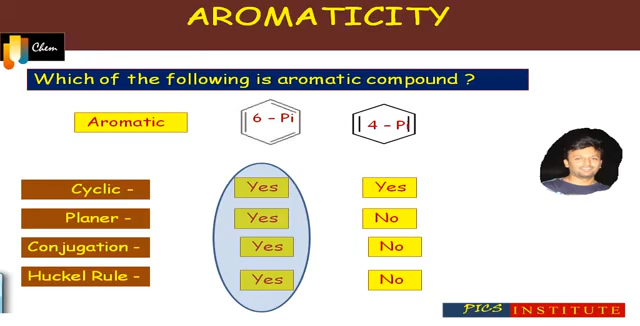 AROMATICITY
Chem
Which of the following is aromatic compound ?
Aromatic
6 - Pi
4 - Pi
Cyclic - Yes Yes
Planer - Yes No
Conjugation - Yes No
Huckel Rule - Yes No
PICS INSTITUTE